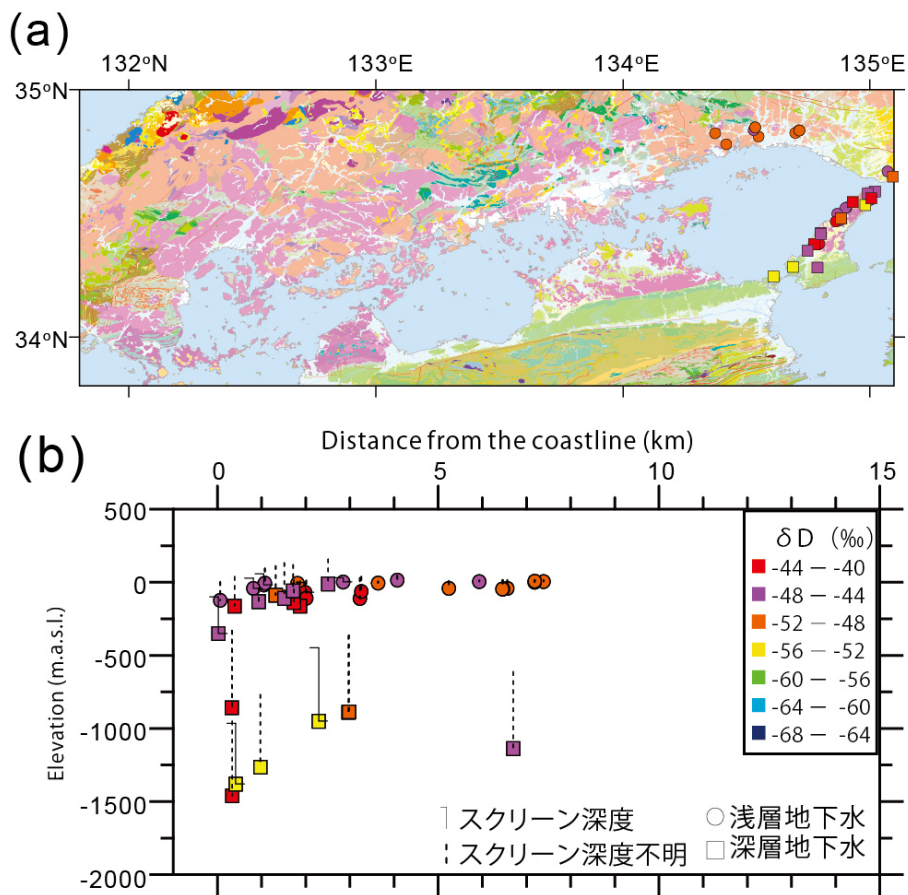 (a)
132°N 133°E 134°E 135°E
35°N
34°N
(b)
Distance from the coastline (km)
0 5 10 15
Elevation (m.a.s.l.)
500
0
-500
-1000
-1500
-2000
δD (‰)
-44 — -40
-48 — -44
-52 — -48
-56 — -52
-60 — -56
-64 — -60
-68 — -64
スクリーン深度
スクリーン深度不明
浅層地下水
深層地下水